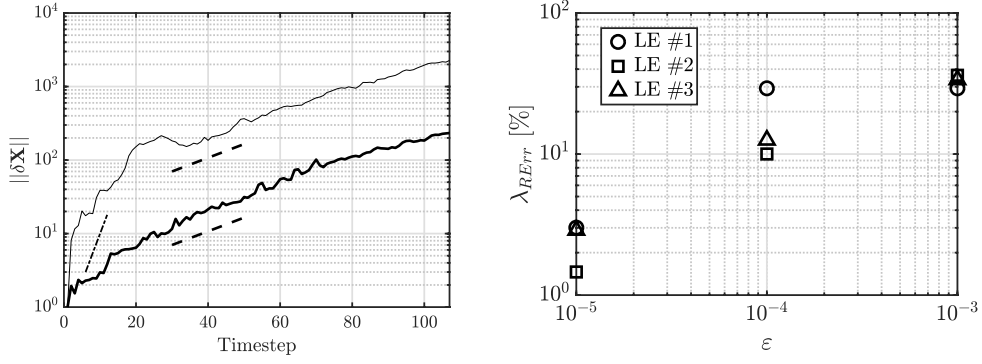 10^4
10^3
10^2
10^1
10^0
||δX||
0 20 40 60 80 100
Timestep
10^2
10^1
10^0
λ_{RErr} [%]
LE #1
LE #2
LE #3
10^{-5} 10^{-4} 10^{-3}
ε